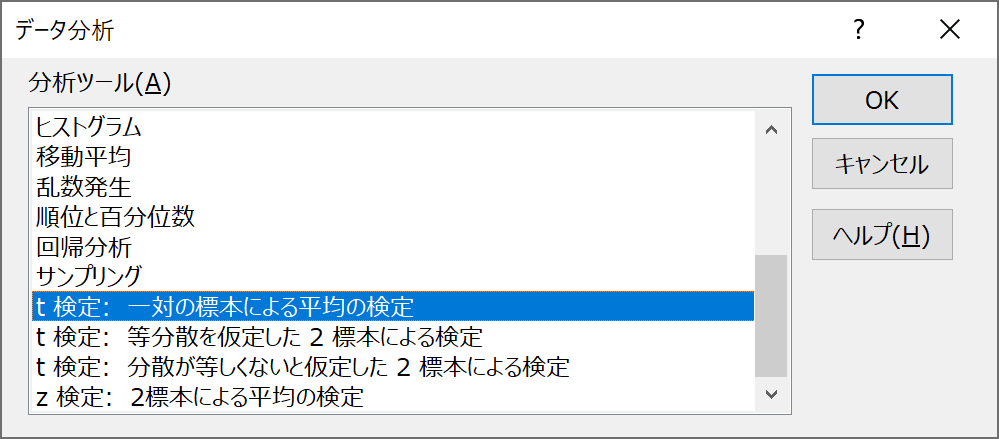 データ分析
?
分析ツール(A)
ヒストグラム
移動平均
乱数発生
順位と百分位数
回帰分析
サンプリング
t 検定: 一対の標本による平均の検定
t 検定: 等分散を仮定した 2 標本による検定
t 検定: 分散が等しくないと仮定した 2 標本による検定
z 検定: 2標本による平均の検定
OK
キャンセル
ヘルプ(H)